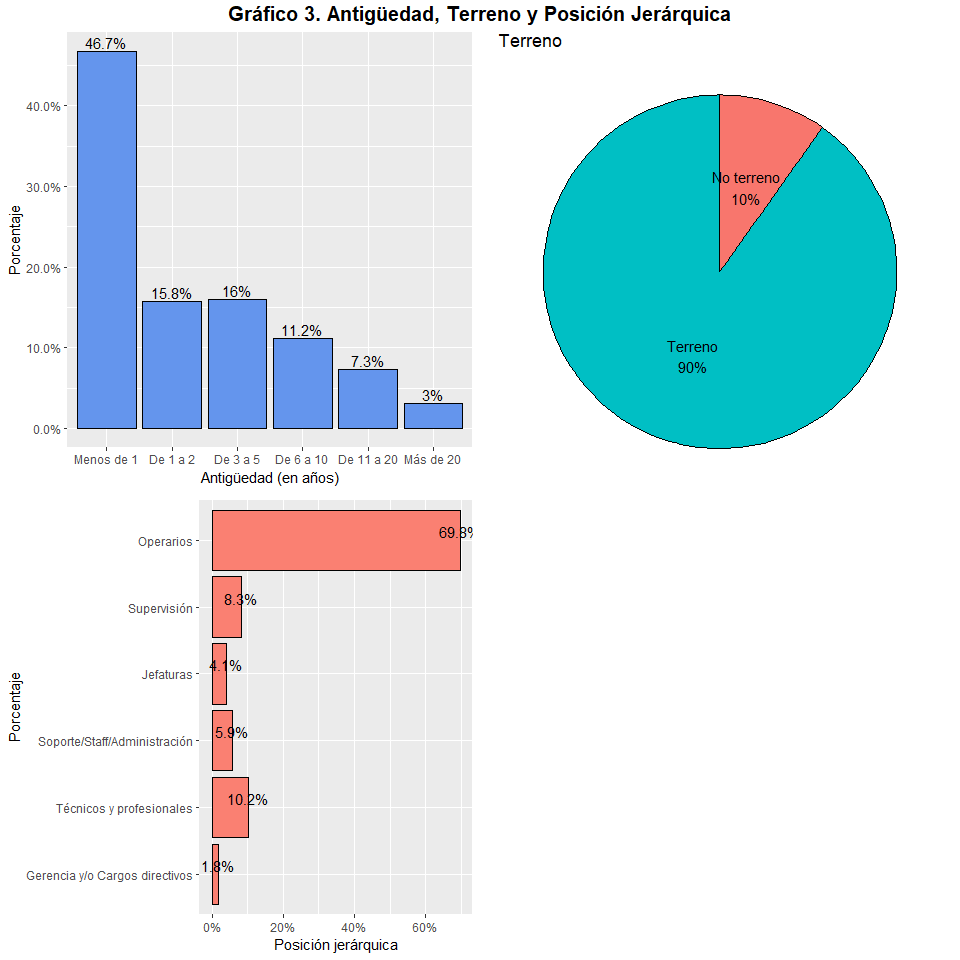 Gráfico 3. Antigüedad, Terreno y Posición Jerárquica
46.7%
15.8%
16%
11.2%
7.3%
3%
40.0%
30.0%
20.0%
10.0%
0.0%
Porcentaje
Menos de 1
De 1 a 2
De 3 a 5
De 6 a 10
De 11 a 20
Más de 20
Antigüedad (en años)
Terreno
No terreno
10%
Terreno
90%
Porcentaje
Operarios
69.8%
Supervisión
8.3%
Jefaturas
4.1%
Soporte/Staff/Administración
5.9%
Técnicos y profesionales
10.2%
Gerencia y/o Cargos directivos
1.8%
0%
20%
40%
60%
Posición jerárquica